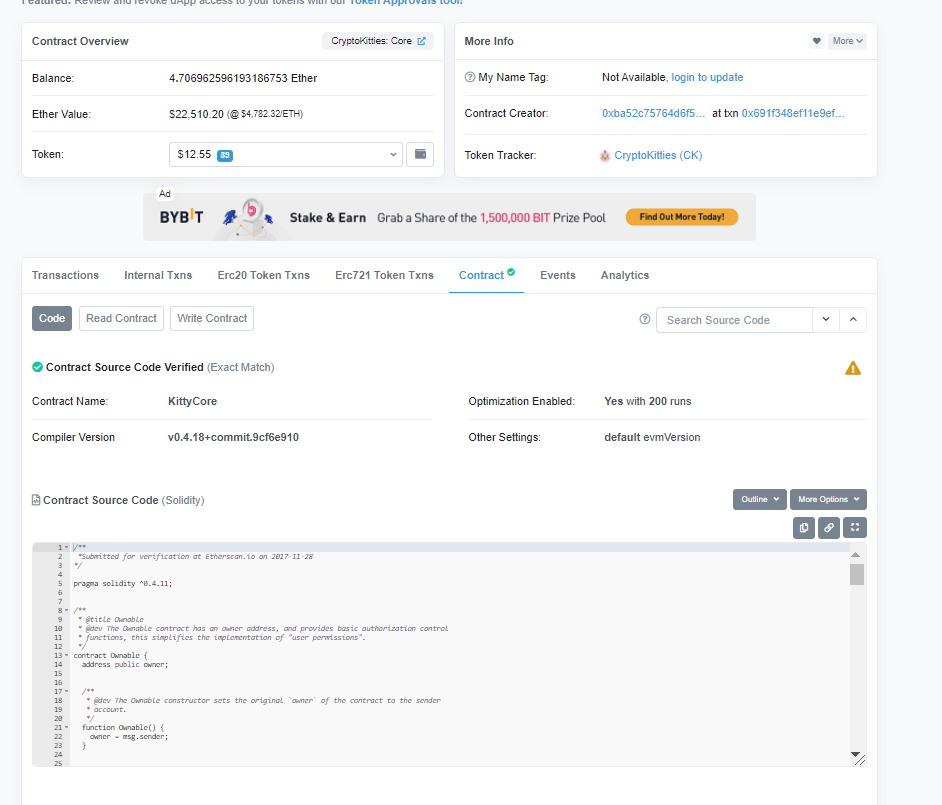 Featured: Review and revoke dApp access to your tokens with our Token Approvals tool!
Contract Overview
CryptoKitties: Core
Balance: 4.706962596193186753 Ether
Ether Value: $22,510.20 (@ $4,782.32/ETH)
Token: $12.55 89
More Info
More
My Name Tag: Not Available, login to update
Contract Creator: 0xba52c75764d6f5... at txn 0x691f348ef11e9ef...
Token Tracker: CryptoKitties (CK)
Ad
BYBIT Stake & Earn Grab a Share of the 1,500,000 BIT Prize Pool Find Out More Today!
Transactions Internal Txns Erc20 Token Txns Erc721 Token Txns Contract Events Analytics
Code Read Contract Write Contract Search Source Code
Contract Source Code Verified (Exact Match)
Contract Name: KittyCore
Optimization Enabled: Yes with 200 runs
Compiler Version v0.4.18+commit.9cf6e910
Other Settings: default evmVersion
Contract Source Code (Solidity)
Outline More Options
1 /**
2 *Submitted for verification at Etherscan.io on 2017-11-28
3 */
4
5 pragma solidity ^0.4.11;
6
7
8 /**
9 * @title Ownable
10 * @dev The Ownable contract has an owner address, and provides basic authorization control
11 * functions, this simplifies the implementation of "user permissions".
12 */
13 contract Ownable {
14 address public owner;
15
16
17 /**
18 * @dev The Ownable constructor sets the original `owner` of the contract to the sender
19 * account.
20 */
21 function Ownable() {
22 owner = msg.sender;
23 }
24
25